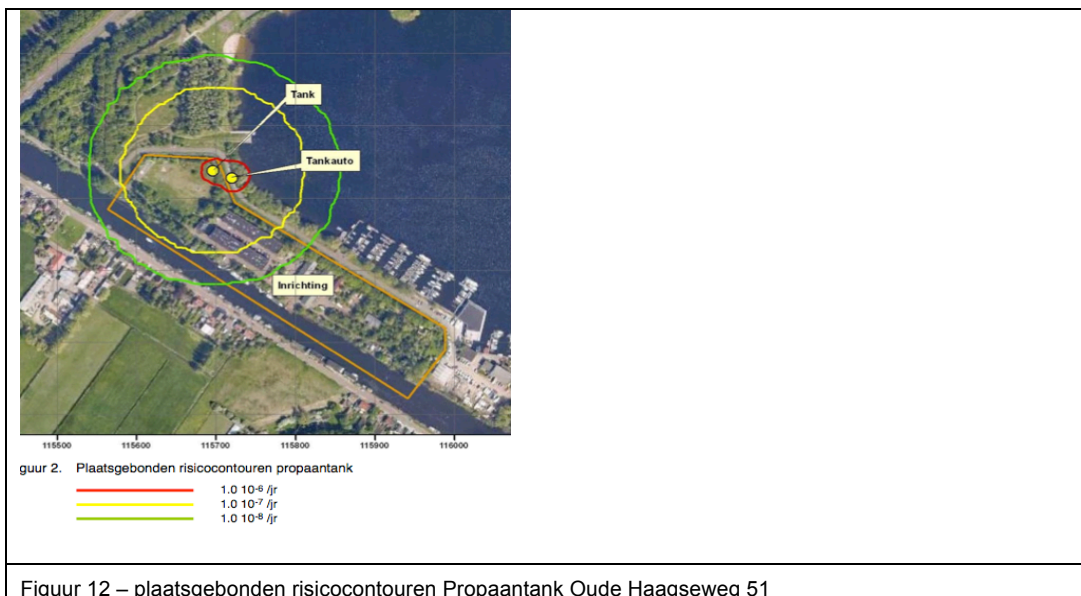 Tank
Tankauto
Inrichting
115500 115600 115700 115800 115900 116000
guur 2. Plaatsgebonden risicocontouren propaantank
1.0 10-6 /jr
1.0 10-7 /jr
1.0 10-8 /jr
Figuur 12 – plaatsgebonden risicocontouren Propaantank Oude Haagseweg 51